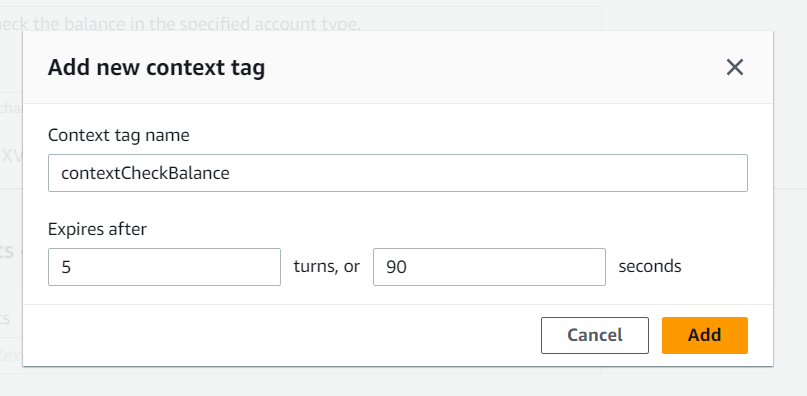 eck the balance in the specified account type.
Add new context tag
Context tag name
contextCheckBalance
Expires after
5 turns, or 90 seconds
Cancel Add